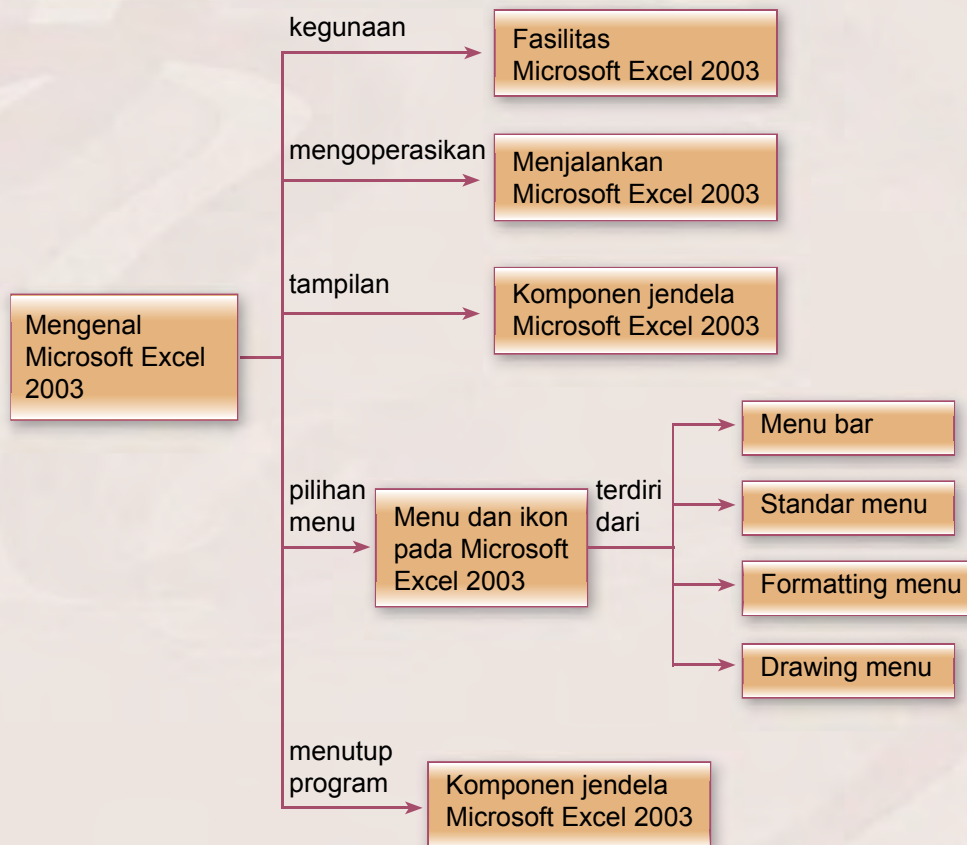 kegunaan
Fasilitas
Microsoft Excel 2003
mengoperasikan
Menjalankan
Microsoft Excel 2003
tampilan
Komponen jendela
Microsoft Excel 2003
Mengenal
Microsoft Excel
2003
pilihan
menu
Menu dan ikon
pada Microsoft
Excel 2003
terdiri
dari
Menu bar
Standar menu
Formatting menu
Drawing menu
menutup
program
Komponen jendela
Microsoft Excel 2003